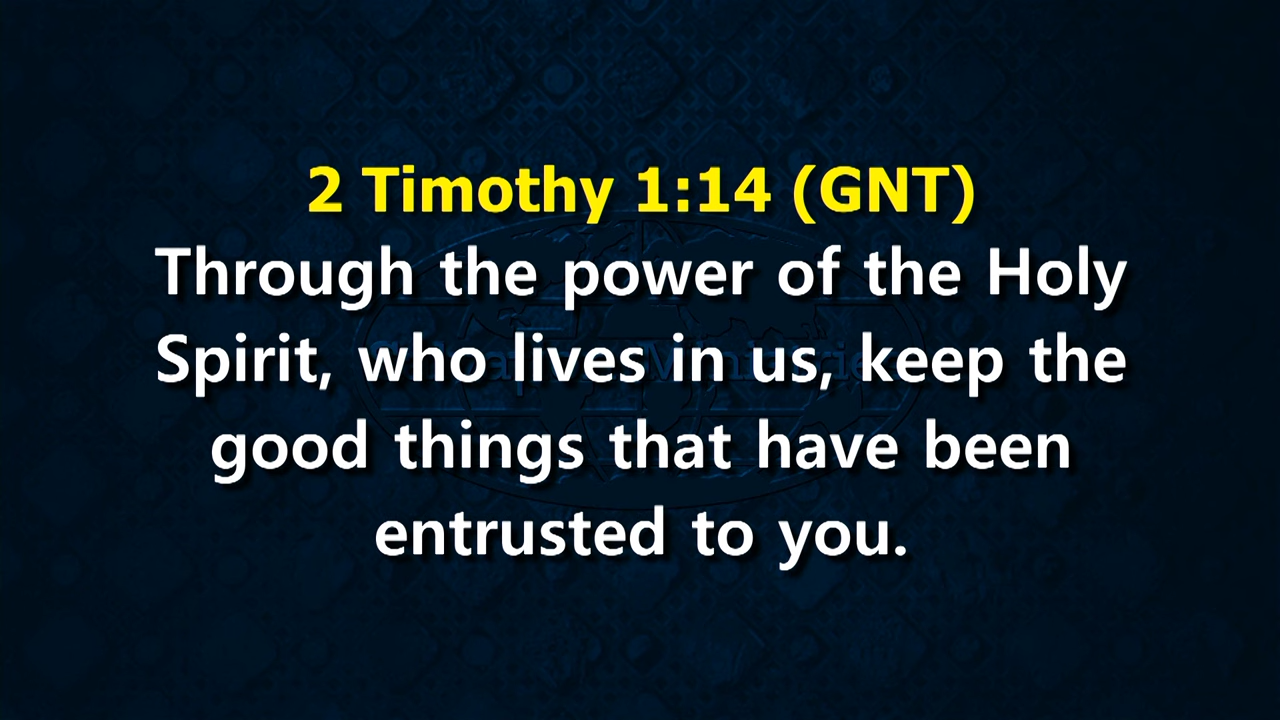 2 Timothy 1:14 (GNT)
Through the power of the Holy
Spirit, who lives in us, keep the
good things that have been
entrusted to you.